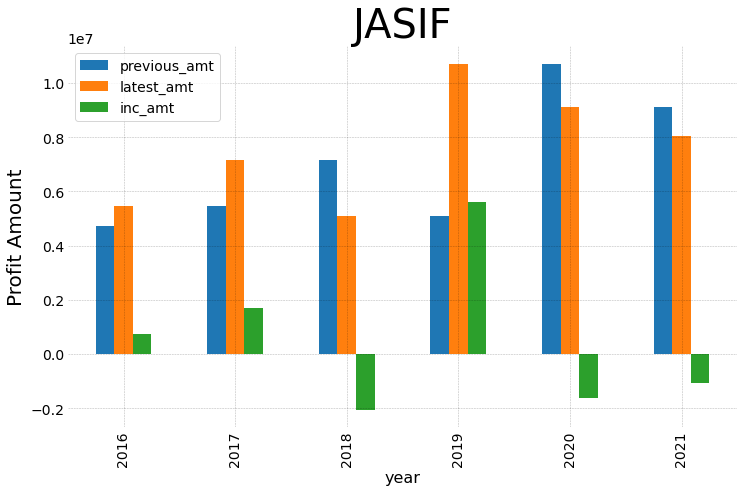 JASIF
1e7
previous_amt
latest_amt
inc_amt
Profit Amount
1.0
0.8
0.6
0.4
0.2
0.0
−0.2
2016
2017
2018
2019
2020
2021
year